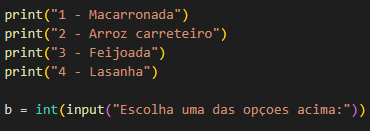 print("1 - Macarronada")
print("2 - Arroz carreteiro")
print("3 - Feijoada")
print("4 - Lasanha")
b = int(input("Escolha uma das opçoes acima:"))